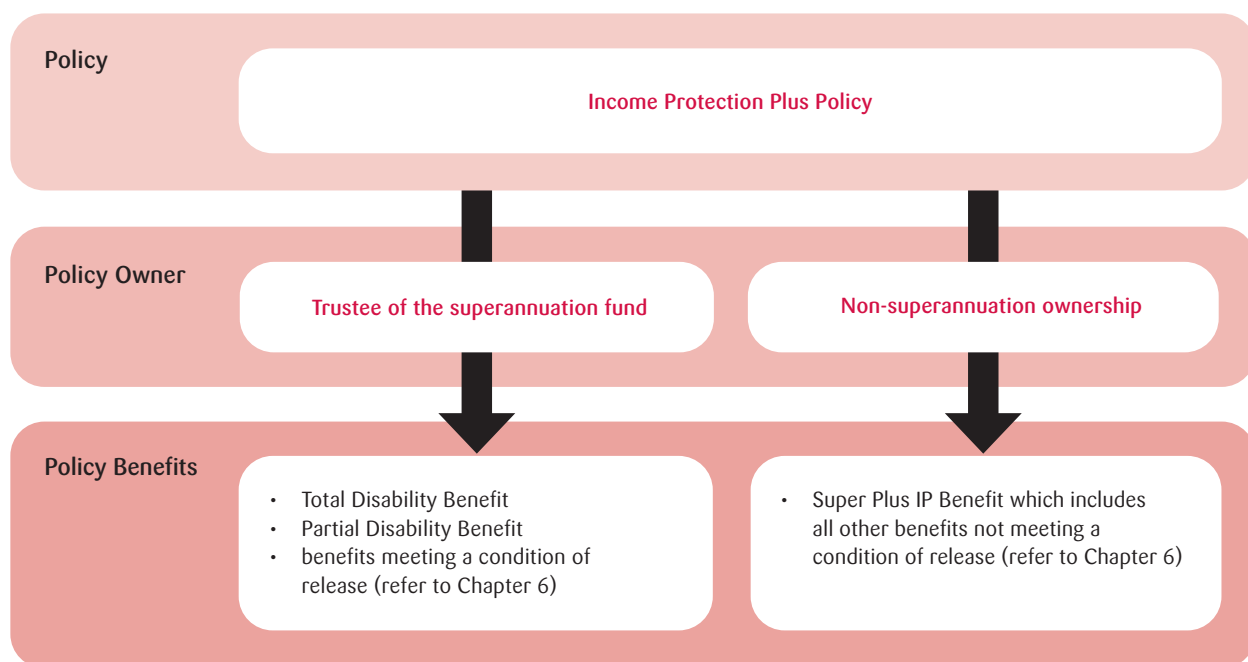 Policy
Income Protection Plus Policy
Policy Owner
Trustee of the superannuation fund
Non-superannuation ownership
Policy Benefits
• Total Disability Benefit
• Partial Disability Benefit
• benefits meeting a condition of
release (refer to Chapter 6)
• Super Plus IP Benefit which includes
all other benefits not meeting a
condition of release (refer to Chapter 6)